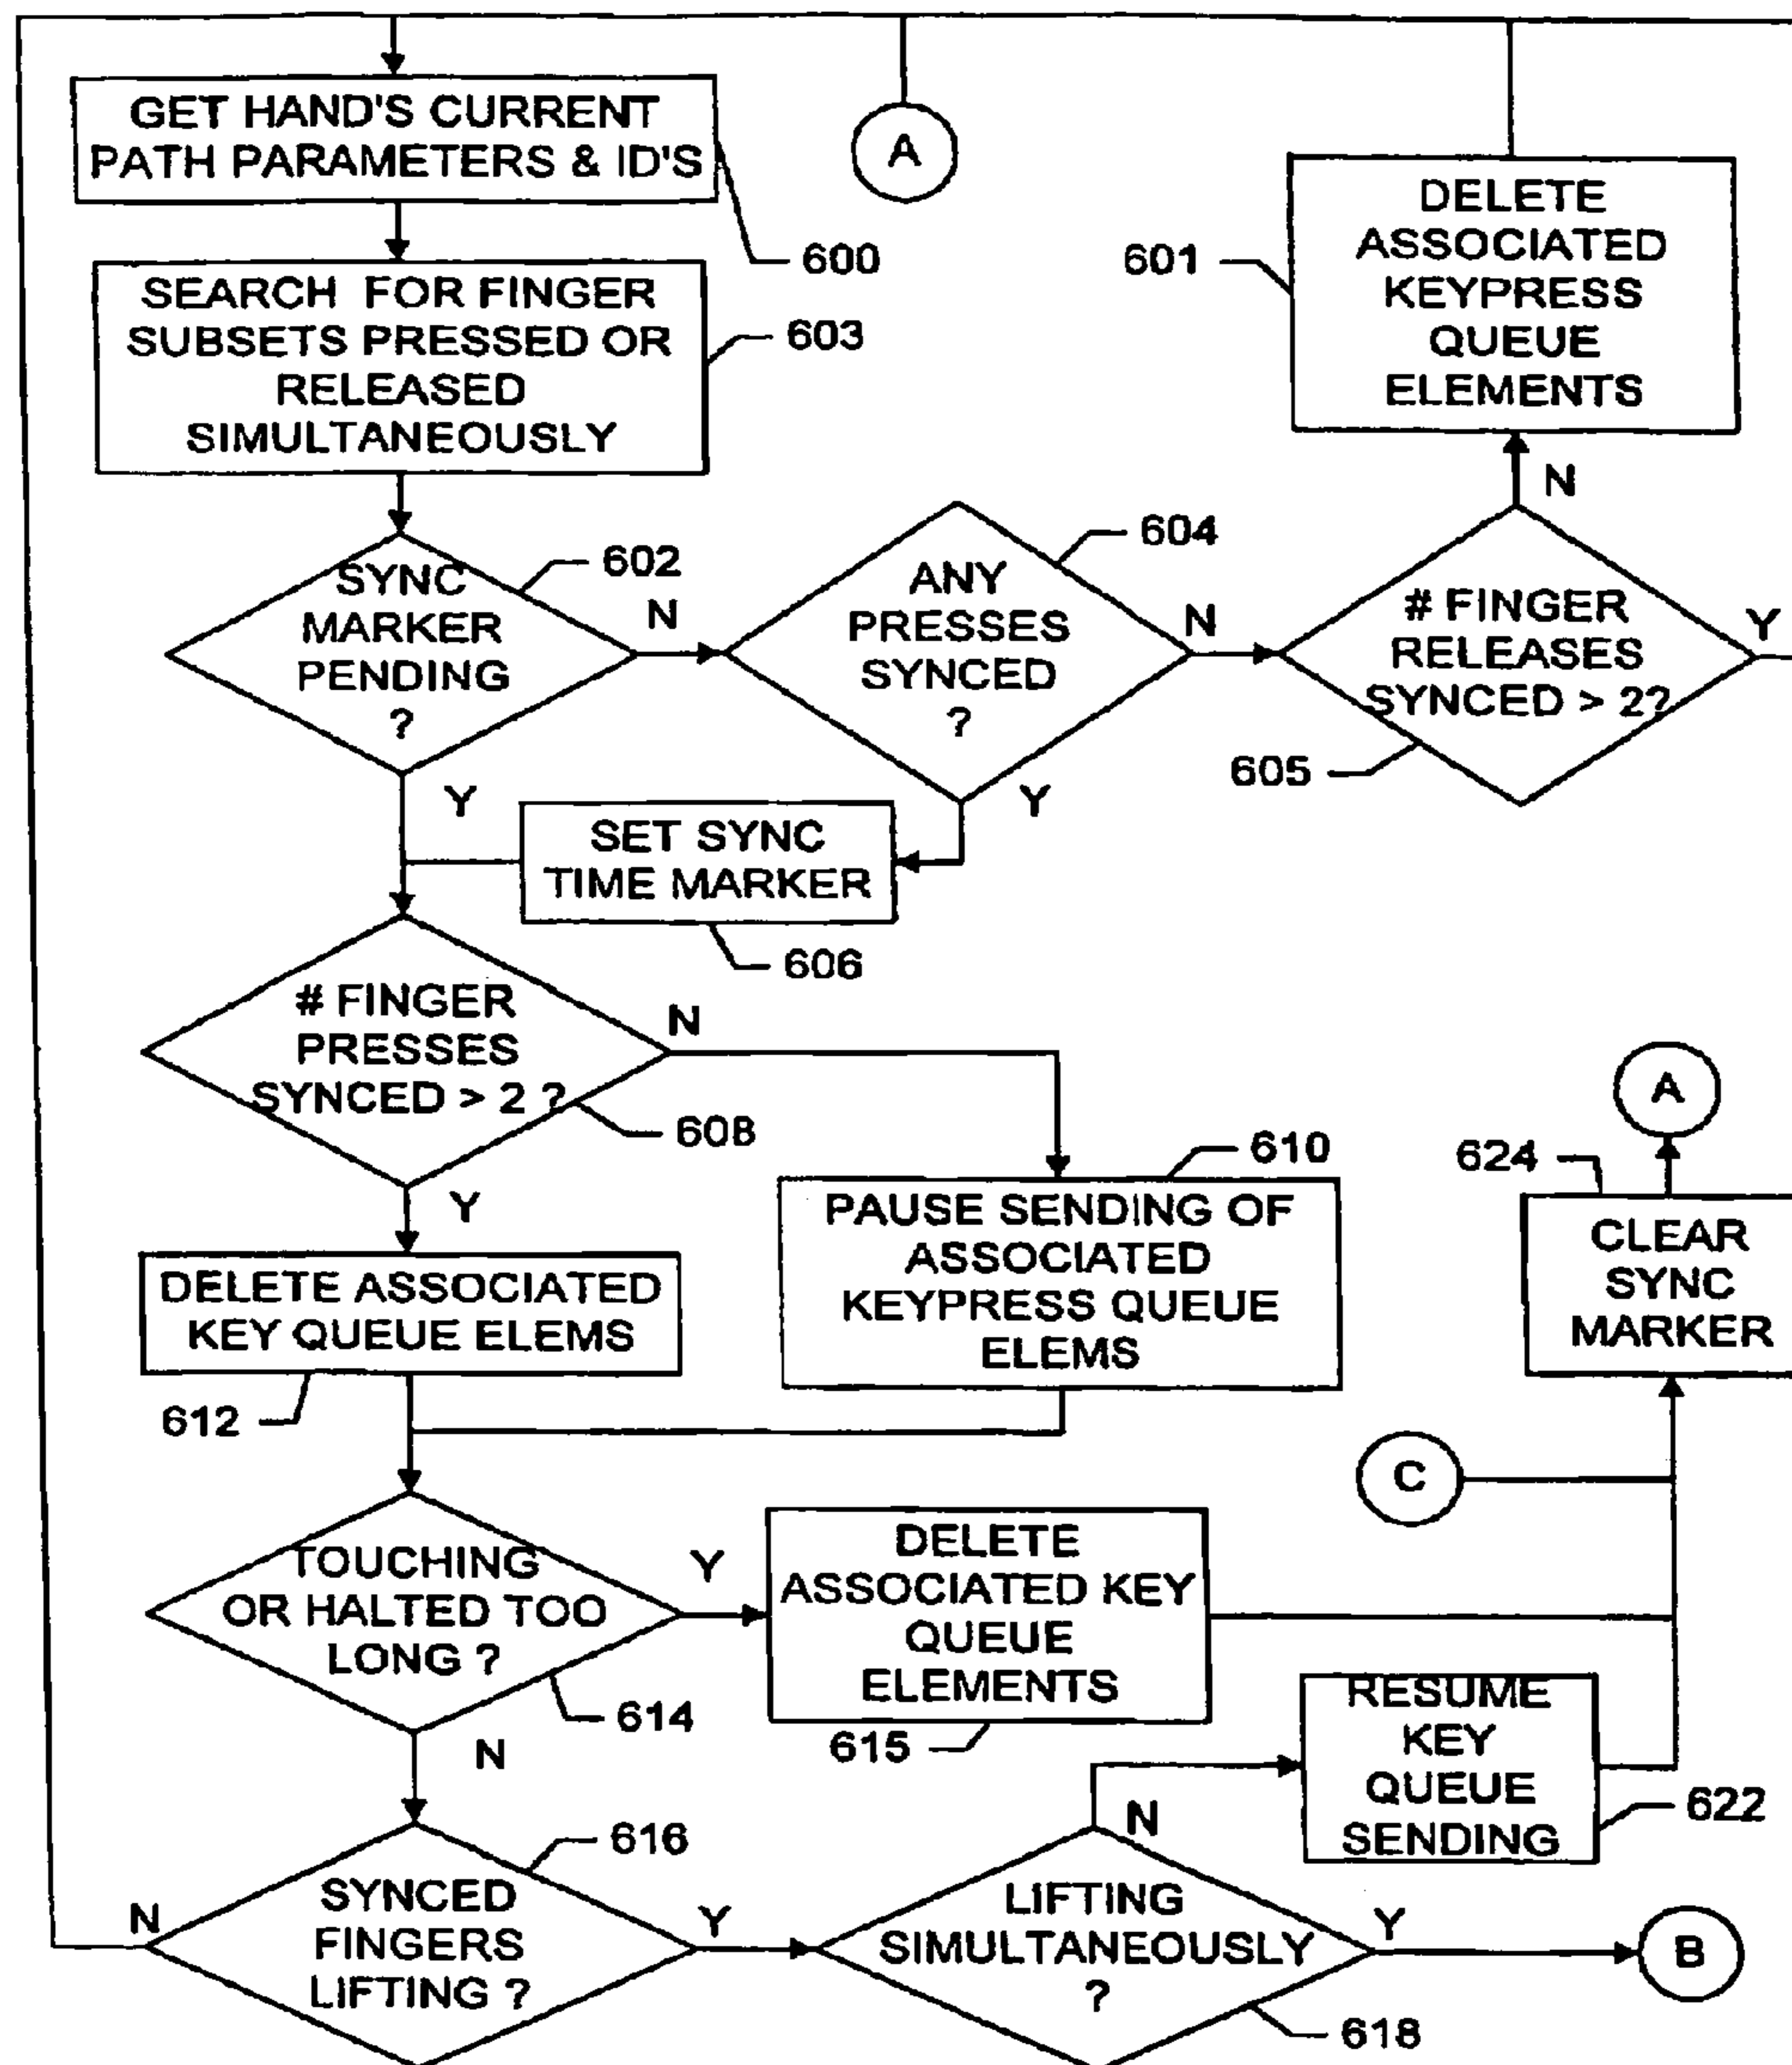 GET HAND'S CURRENT
PATH PARAMETERS & ID'S
600
A
DELETE
ASSOCIATED
KEYPRESS
QUEUE
ELEMENTS
601
SEARCH FOR FINGER
SUBSETS PRESSED OR
RELEASED
SIMULTANEOUSLY
603
N
SYNC
MARKER
PENDING
?
602
N
Y
ANY
PRESSES
SYNCED
?
604
N
Y
# FINGER
RELEASES
SYNCED > 2?
605
Y
SET SYNC
TIME MARKER
606
# FINGER
PRESSES
SYNCED > 2 ?
608
N
Y
PAUSE SENDING OF
ASSOCIATED
KEYPRESS QUEUE
ELEMS
610
A
624
CLEAR
SYNC
MARKER
DELETE ASSOCIATED
KEY QUEUE ELEMS
612
C
TOUCHING
OR HALTED TOO
LONG ?
614
Y
N
DELETE
ASSOCIATED KEY
QUEUE
ELEMENTS
615
RESUME
KEY
QUEUE
SENDING
622
SYNCED
FINGERS
LIFTING ?
616
N
Y
LIFTING
SIMULTANEOUSLY
?
618
N
Y
B